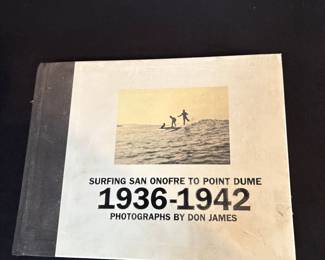 SURFING SAN ONOFRE TO POINT DUME
1936-1942
PHOTOGRAPHS BY DON JAMES